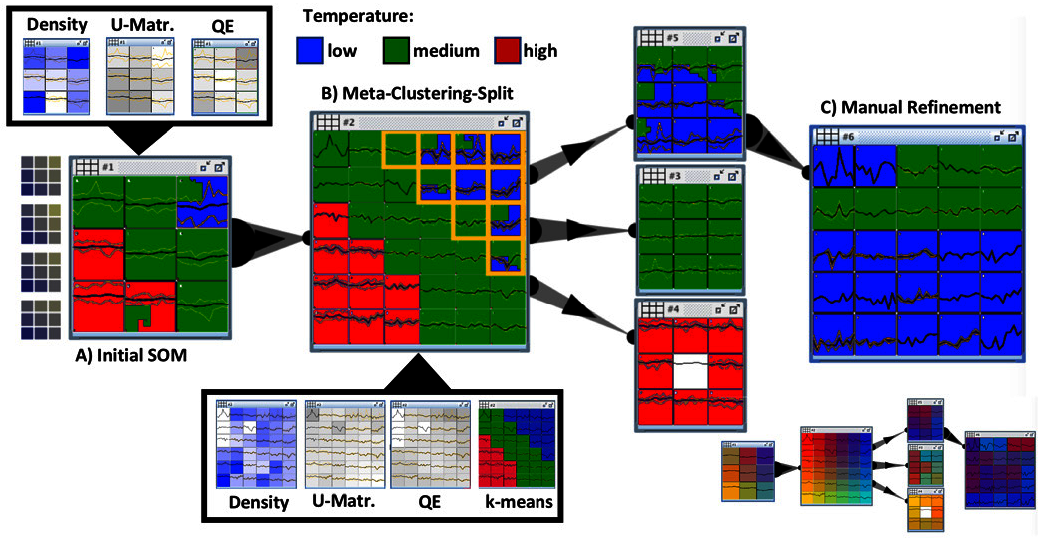 Density U-Matr. QE
Temperature:
low medium high
B) Meta-Clustering-Split
C) Manual Refinement
#1
#2
#5
#3
#4
#6
A) Initial SOM
Density U-Matr. QE k-means